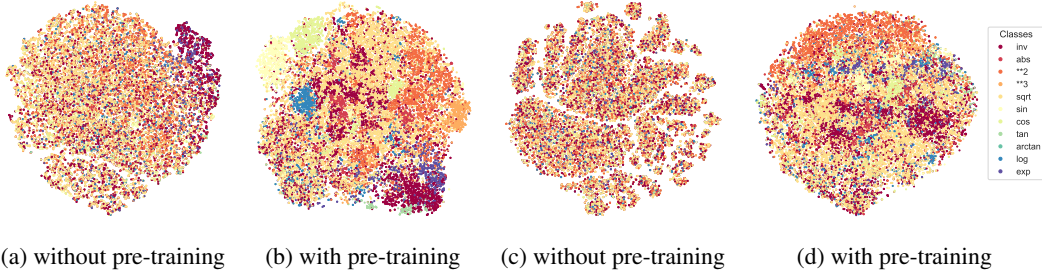 Classes
inv
abs
**2
**3
sqrt
sin
cos
tan
arctan
log
exp
(a) without pre-training
(b) with pre-training
(c) without pre-training
(d) with pre-training